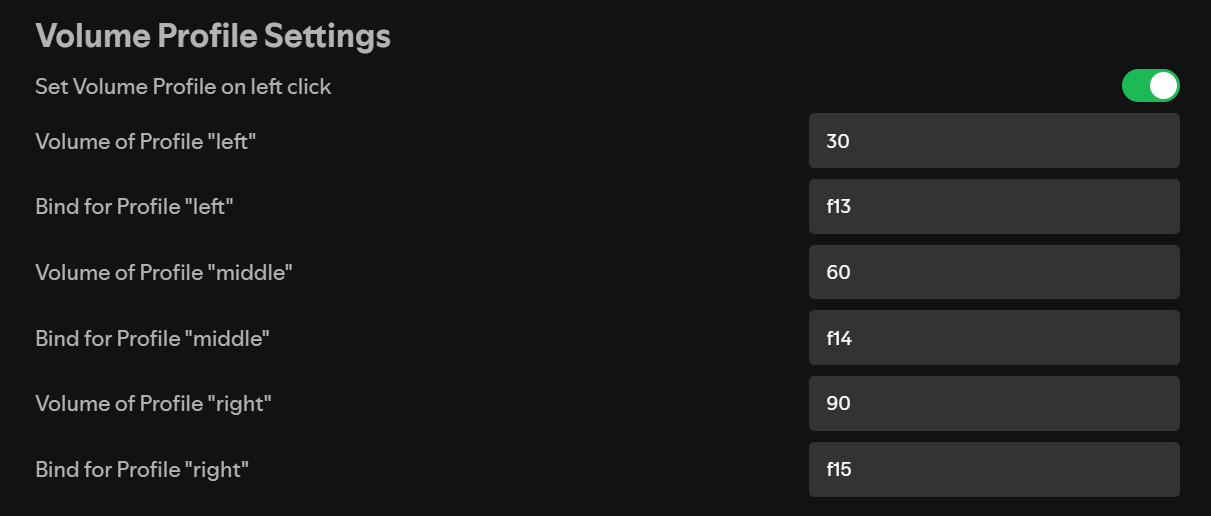 Volume Profile Settings
Set Volume Profile on left click
Volume of Profile "left"
30
Bind for Profile "left"
f13
Volume of Profile "middle"
60
Bind for Profile "middle"
f14
Volume of Profile "right"
90
Bind for Profile "right"
f15